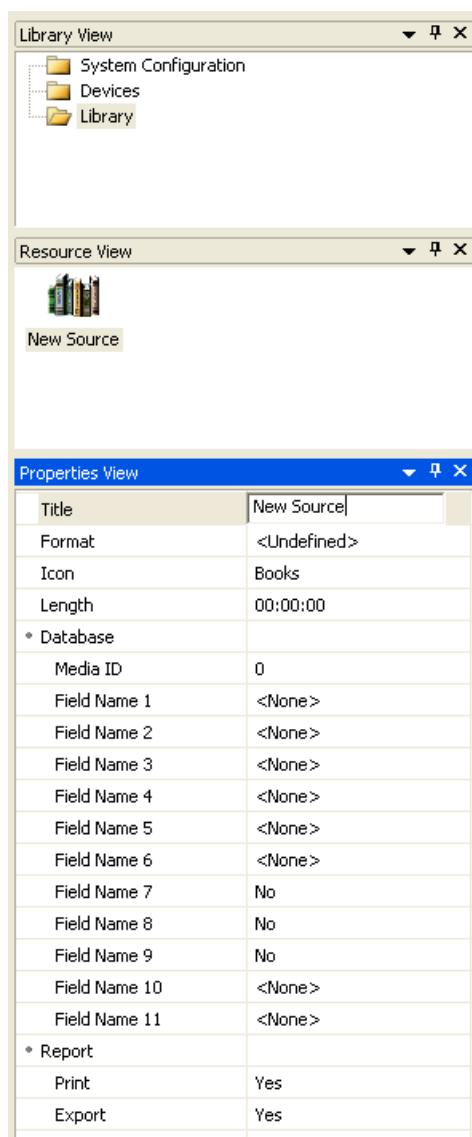 Library View
System Configuration
Devices
Library
Resource View
New Source
Properties View
Title New Source
Format <Undefined>
Icon Books
Length 00:00:00
Database
Media ID 0
Field Name 1 <None>
Field Name 2 <None>
Field Name 3 <None>
Field Name 4 <None>
Field Name 5 <None>
Field Name 6 <None>
Field Name 7 No
Field Name 8 No
Field Name 9 No
Field Name 10 <None>
Field Name 11 <None>
Report
Print Yes
Export Yes